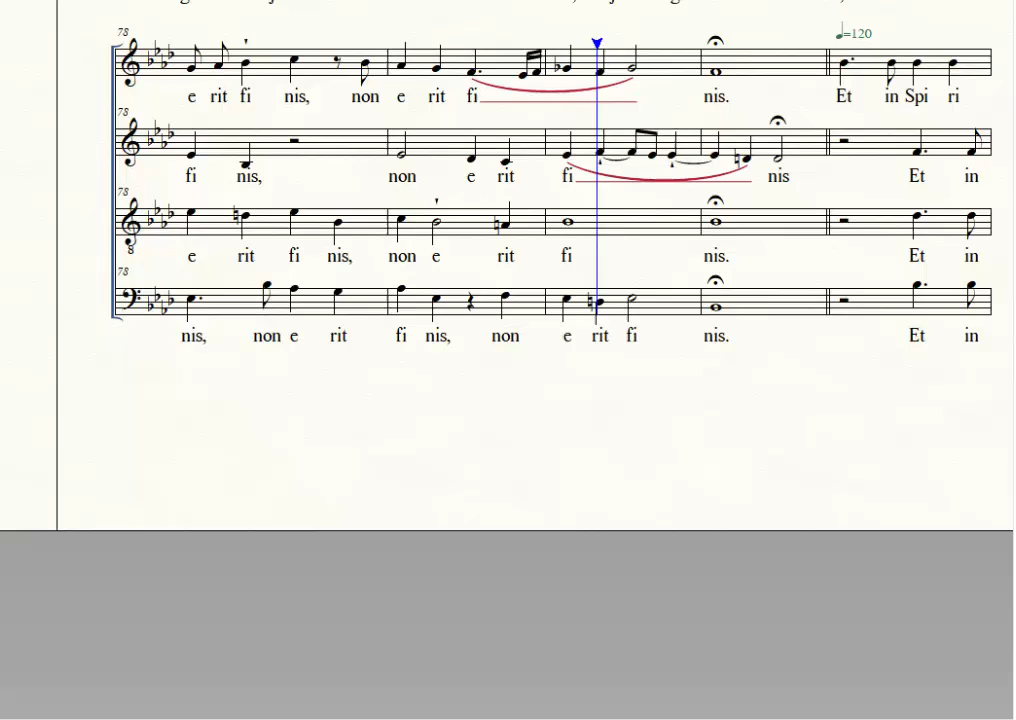 78
♩=120
e rit fi nis, non e rit fi nis. Et in Spi ri
78
fi nis, non e rit fi nis Et in
78
8
e rit fi nis, non e rit fi nis. Et in
78
nis, non e rit fi nis, non e rit fi nis. Et in